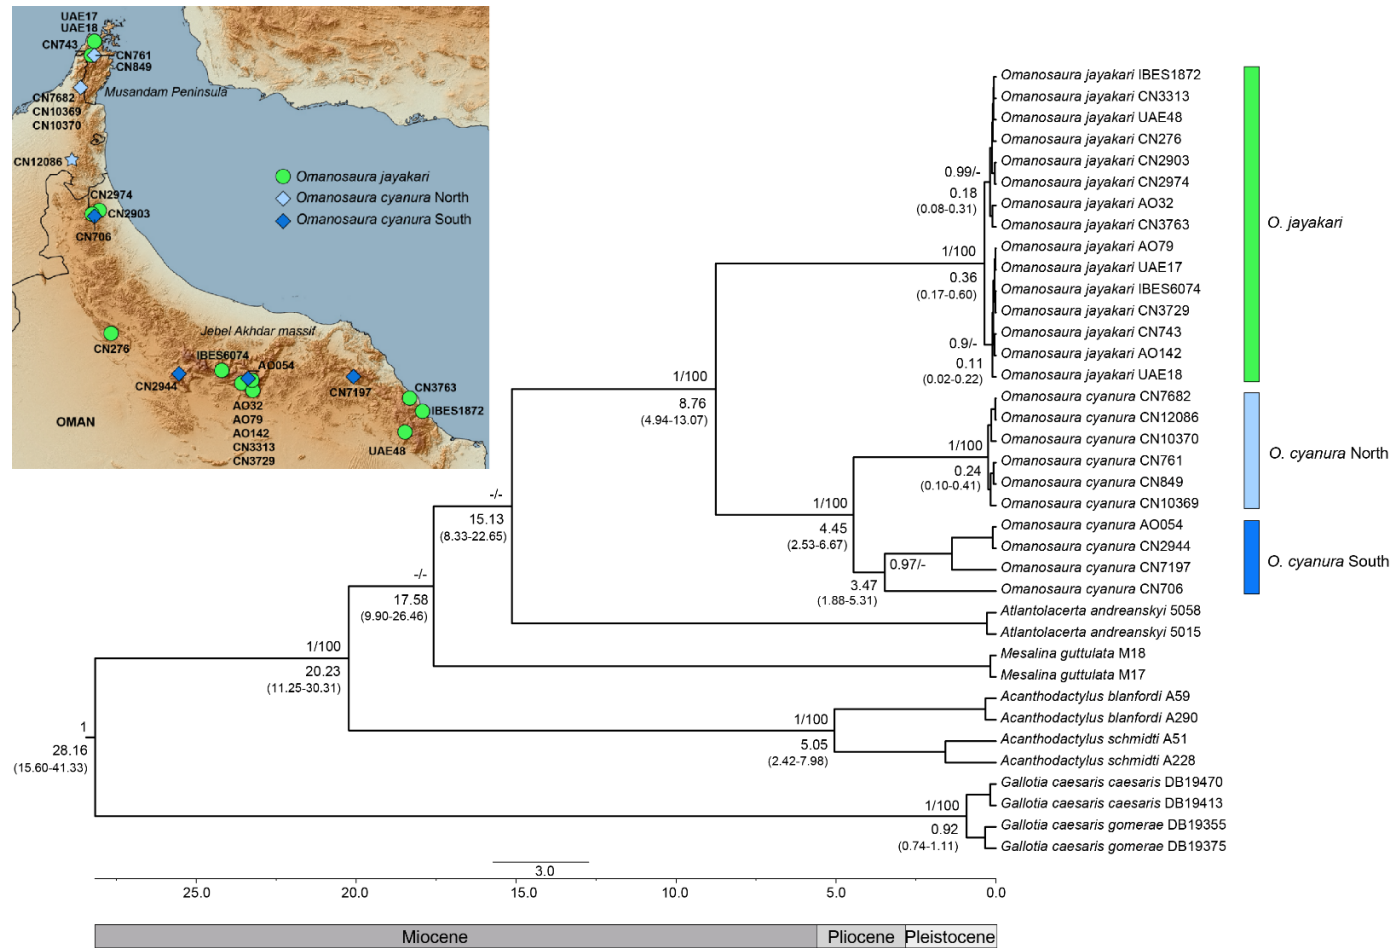 UAE17
UAE18
CN743
CN761
CN849
Musandam Peninsula
CN7682
CN10369
CN10370
CN12086
CN2974
CN2903
CN706
Omanosaura jayakari
Omanosaura cyanura North
Omanosaura cyanura South
Jebel Akhdar massif
CN276
IBES6074
AO054
CN2944
CN7197
CN3763
IBES1872
AO32
AO79
AO142
CN3313
CN3729
UAE48
OMAN
Omanosaura jayakari IBES1872
Omanosaura jayakari CN3313
Omanosaura jayakari UAE48
Omanosaura jayakari CN276
Omanosaura jayakari CN2903
Omanosaura jayakari CN2974
Omanosaura jayakari AO32
Omanosaura jayakari CN3763
Omanosaura jayakari AO79
Omanosaura jayakari UAE17
Omanosaura jayakari IBES6074
Omanosaura jayakari CN3729
Omanosaura jayakari CN743
Omanosaura jayakari AO142
Omanosaura jayakari UAE18
Omanosaura cyanura CN7682
Omanosaura cyanura CN12086
Omanosaura cyanura CN10370
Omanosaura cyanura CN761
Omanosaura cyanura CN849
Omanosaura cyanura CN10369
Omanosaura cyanura AO054
Omanosaura cyanura CN2944
Omanosaura cyanura CN7197
Omanosaura cyanura CN706
Atlantolacerta andreanskyi 5058
Atlantolacerta andreanskyi 5015
Mesalina guttulata M18
Mesalina guttulata M17
Acanthodactylus blanfordi A59
Acanthodactylus blanfordi A290
Acanthodactylus schmidti A51
Acanthodactylus schmidti A228
Gallotia caesaris caesaris DB19470
Gallotia caesaris caesaris DB19413
Gallotia caesaris gomerae DB19355
Gallotia caesaris gomerae DB19375
O. jayakari
O. cyanura North
O. cyanura South
0.99/-
0.18
(0.08-0.31)
1/100
0.36
(0.17-0.60)
0.9/-
0.11
(0.02-0.22)
1/100
8.76
(4.94-13.07)
1/100
0.24
(0.10-0.41)
1/100
4.45
(2.53-6.67)
0.97/-
3.47
(1.88-5.31)
-/-
15.13
(8.33-22.65)
-/-
17.58
(9.90-26.46)
1/100
20.23
(11.25-30.31)
1/100
5.05
(2.42-7.98)
1
28.16
(15.60-41.33)
1/100
0.92
(0.74-1.11)
3.0
25.0 20.0 15.0 10.0 5.0 0.0
Miocene Pliocene Pleistocene